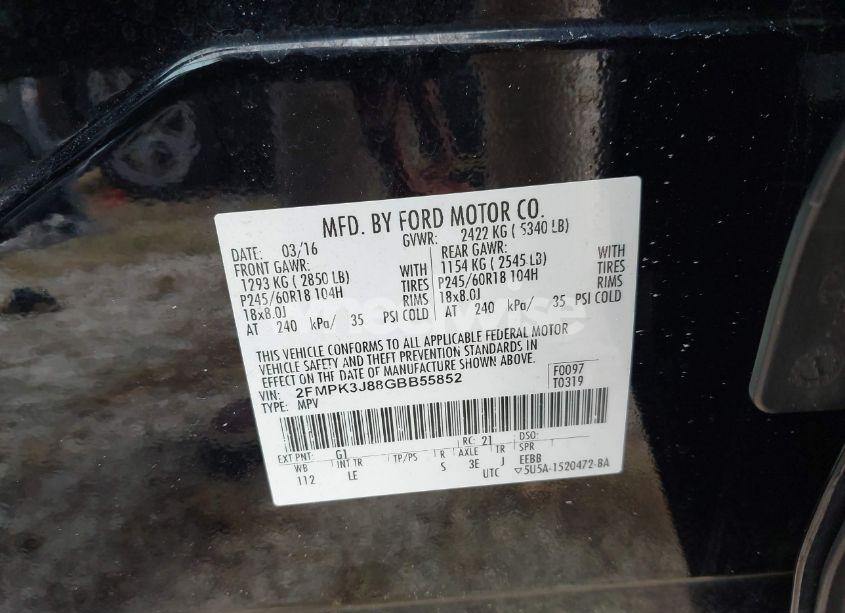 MFD. BY FORD MOTOR CO.
DATE: 03/16 GVWR: 2422 KG ( 5340 LB)
FRONT GAWR: REAR GAWR:
1293 KG ( 2850 LB) WITH 1154 KG ( 2545 LB) WITH
P245/60R18 104H TIRES P245/60R18 104H TIRES
18x8.0J RIMS 18x8.0J RIMS
AT 240 kPa/ 35 PSI COLD AT 240 kPa/ 35 PSI COLD
THIS VEHICLE CONFORMS TO ALL APPLICABLE FEDERAL MOTOR
VEHICLE SAFETY AND THEFT PREVENTION STANDARDS IN
EFFECT ON THE DATE OF MANUFACTURE SHOWN ABOVE.
VIN: 2FMPK3J88GBB55852 F0097
TYPE: MPV T0319
EXT PNT: G1 RC: 21 DSO:
WB INT TR TP/PS R AXLE TR SPR
112 LE S 3E J EEBB
UTC ▽5U5A-1520472-BA